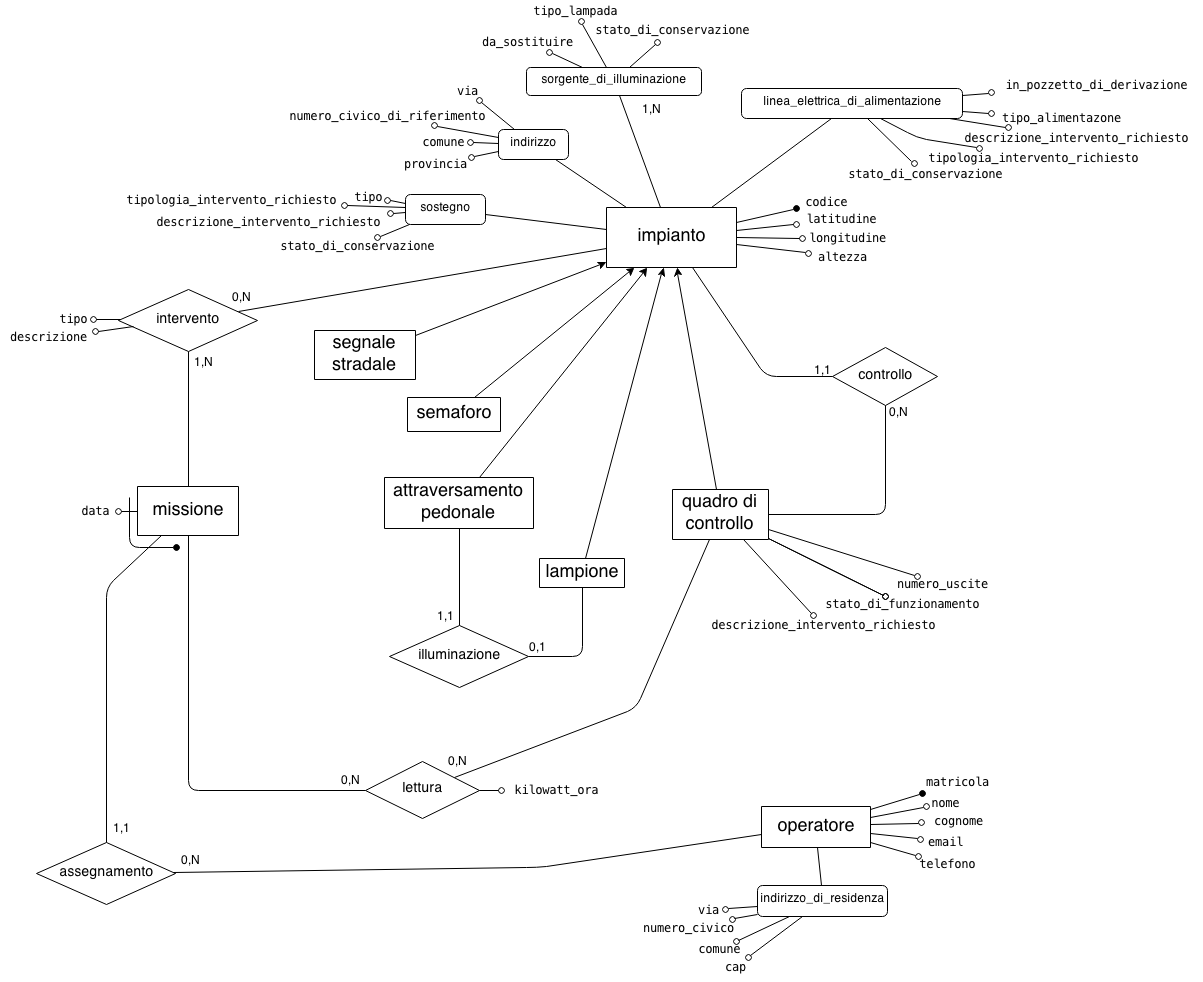 tipo_lampada
stato_di_conservazione
da_sostituire
sorgente_di_illuminazione
1,N
in_pozzetto_di_derivazione
linea_elettrica_di_alimentazione
tipo_alimentazone
descrizione_intervento_richiesto
tipologia_intervento_richiesto
stato_di_conservazione
via
numero_civico_di_riferimento
comune
indirizzo
provincia
tipo
tipologia_intervento_richiesto
sostegno
descrizione_intervento_richiesto
stato_di_conservazione
codice
latitudine
impianto
longitudine
altezza
0,N
tipo
intervento
descrizione
1,N
segnale
stradale
semaforo
1,1
controllo
0,N
attraversamento
pedonale
quadro di
controllo
data
missione
lampione
numero_uscite
stato_di_funzionamento
descrizione_intervento_richiesto
1,1
illuminazione
0,1
0,N
0,N
lettura
kilowatt_ora
matricola
nome
operatore
cognome
email
telefono
1,1
0,N
assegnamento
indirizzo_di_residenza
via
numero_civico
comune
cap